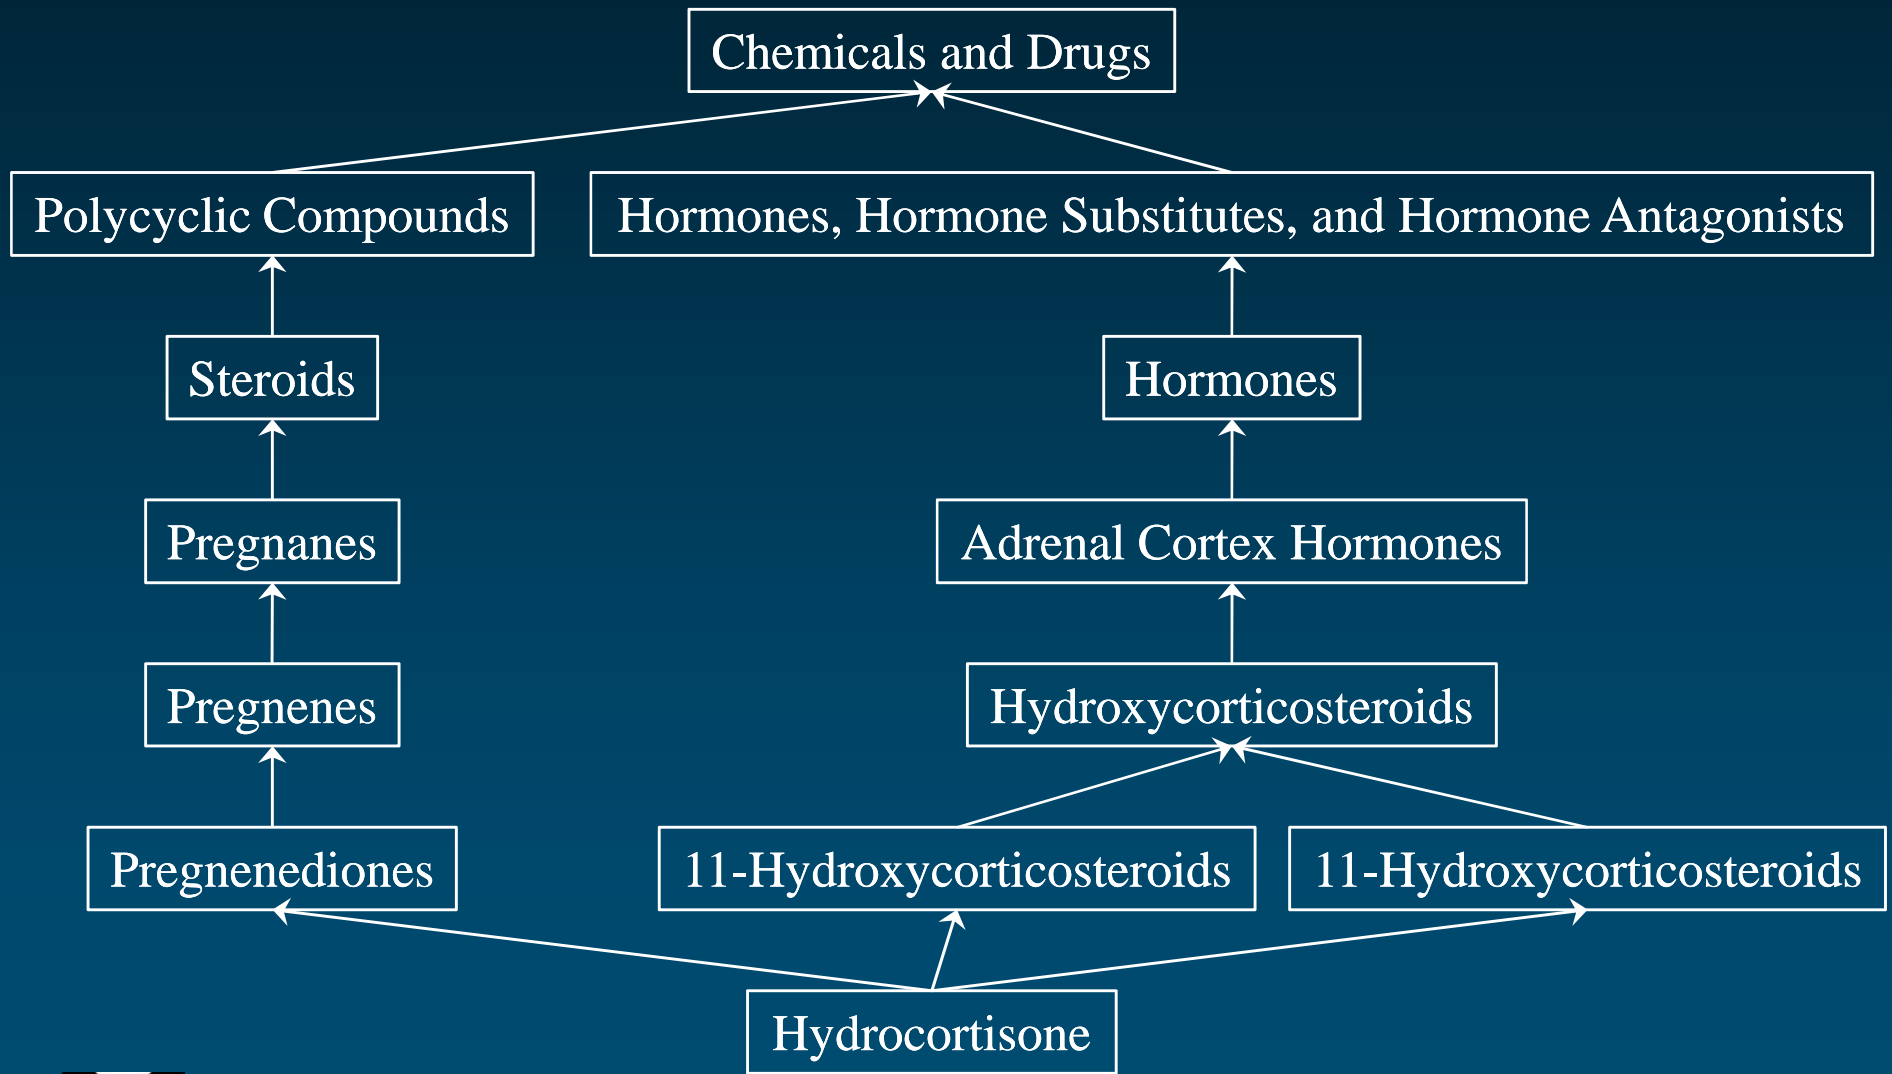 Chemicals and Drugs
Polycyclic Compounds
Hormones, Hormone Substitutes, and Hormone Antagonists
Steroids
Hormones
Pregnanes
Adrenal Cortex Hormones
Pregnenes
Hydroxycorticosteroids
Pregnenediones
11-Hydroxycorticosteroids
11-Hydroxycorticosteroids
Hydrocortisone